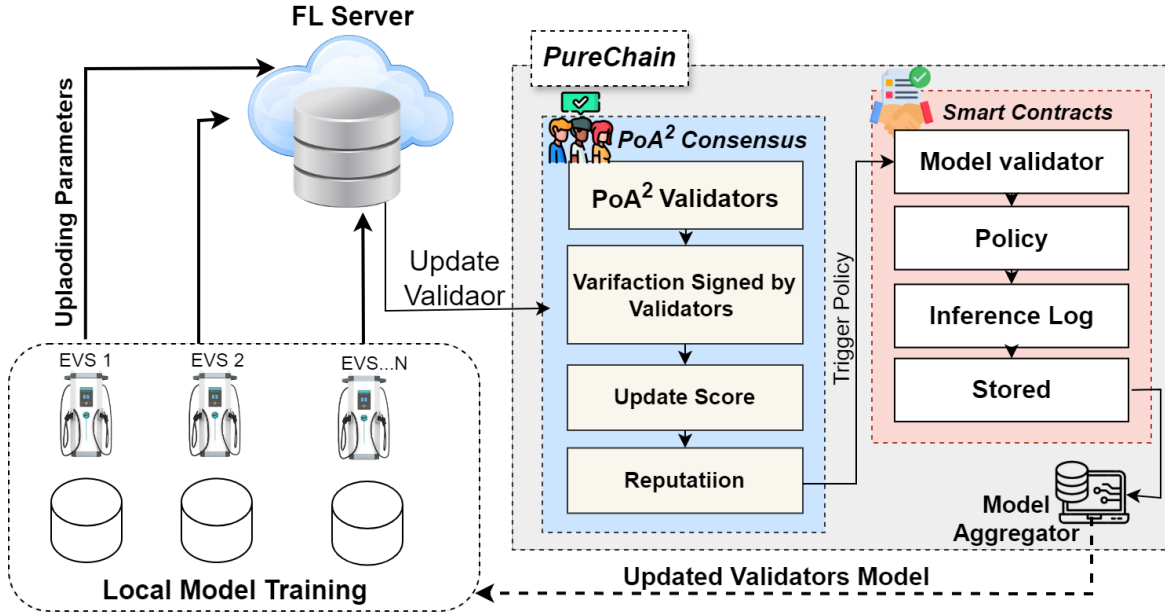 FL Server
Uplaoding Parameters
EVS 1
EVS 2
EVS...N
Local Model Training
Update
Validaor
PureChain
PoA² Consensus
PoA² Validators
Varifaction Signed by
Validators
Update Score
Reputatiion
Trigger Policy
Smart Contracts
Model validator
Policy
Inference Log
Stored
Model
Aggregator
Updated Validators Model